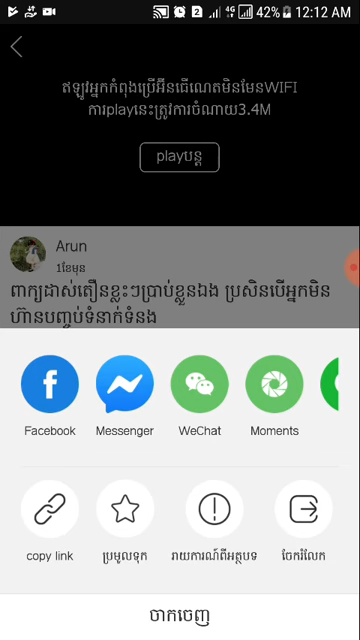 42% 12:12 AM
ឥឡូវអ្នកកំពុងប្រើអ៊ីនធើណេតមិនមែនWIFI
ការplayនេះត្រូវការចំណាយ3.4M
playបន្ត
Arun
1ខែមុន
ពាក្យដាស់តឿនខ្លះៗប្រាប់ខ្លួនឯង ប្រសិនបើអ្នកមិន
ហ៊ានបញ្ចប់ទំនាក់ទំនង
Facebook Messenger WeChat Moments
copy link ប្រមូលទុក រាយការណ៍ពីអត្ថបទ ចែករំលែក
ចាកចេញ